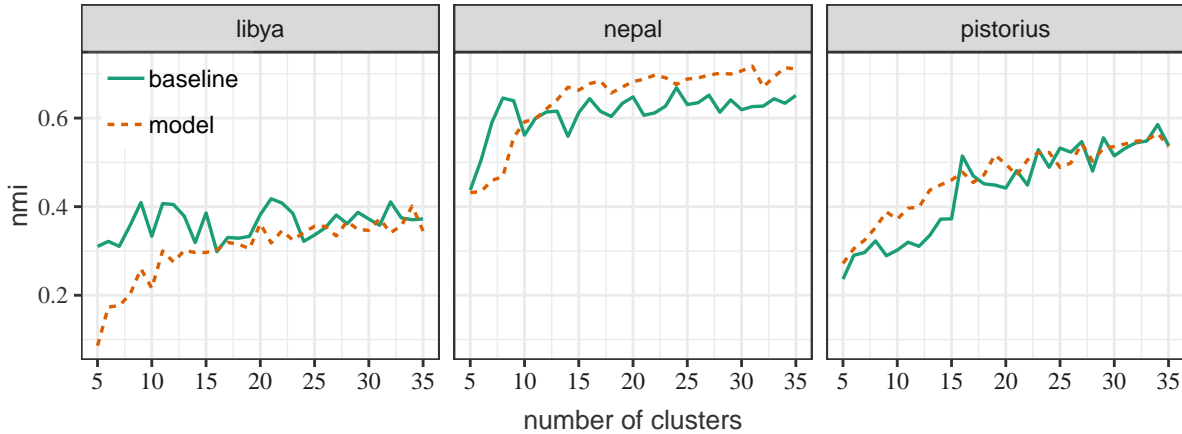 libya nepal pistorius
baseline
model
nmi
0.6
0.4
0.2
5 10 15 20 25 30 35 5 10 15 20 25 30 35 5 10 15 20 25 30 35
number of clusters